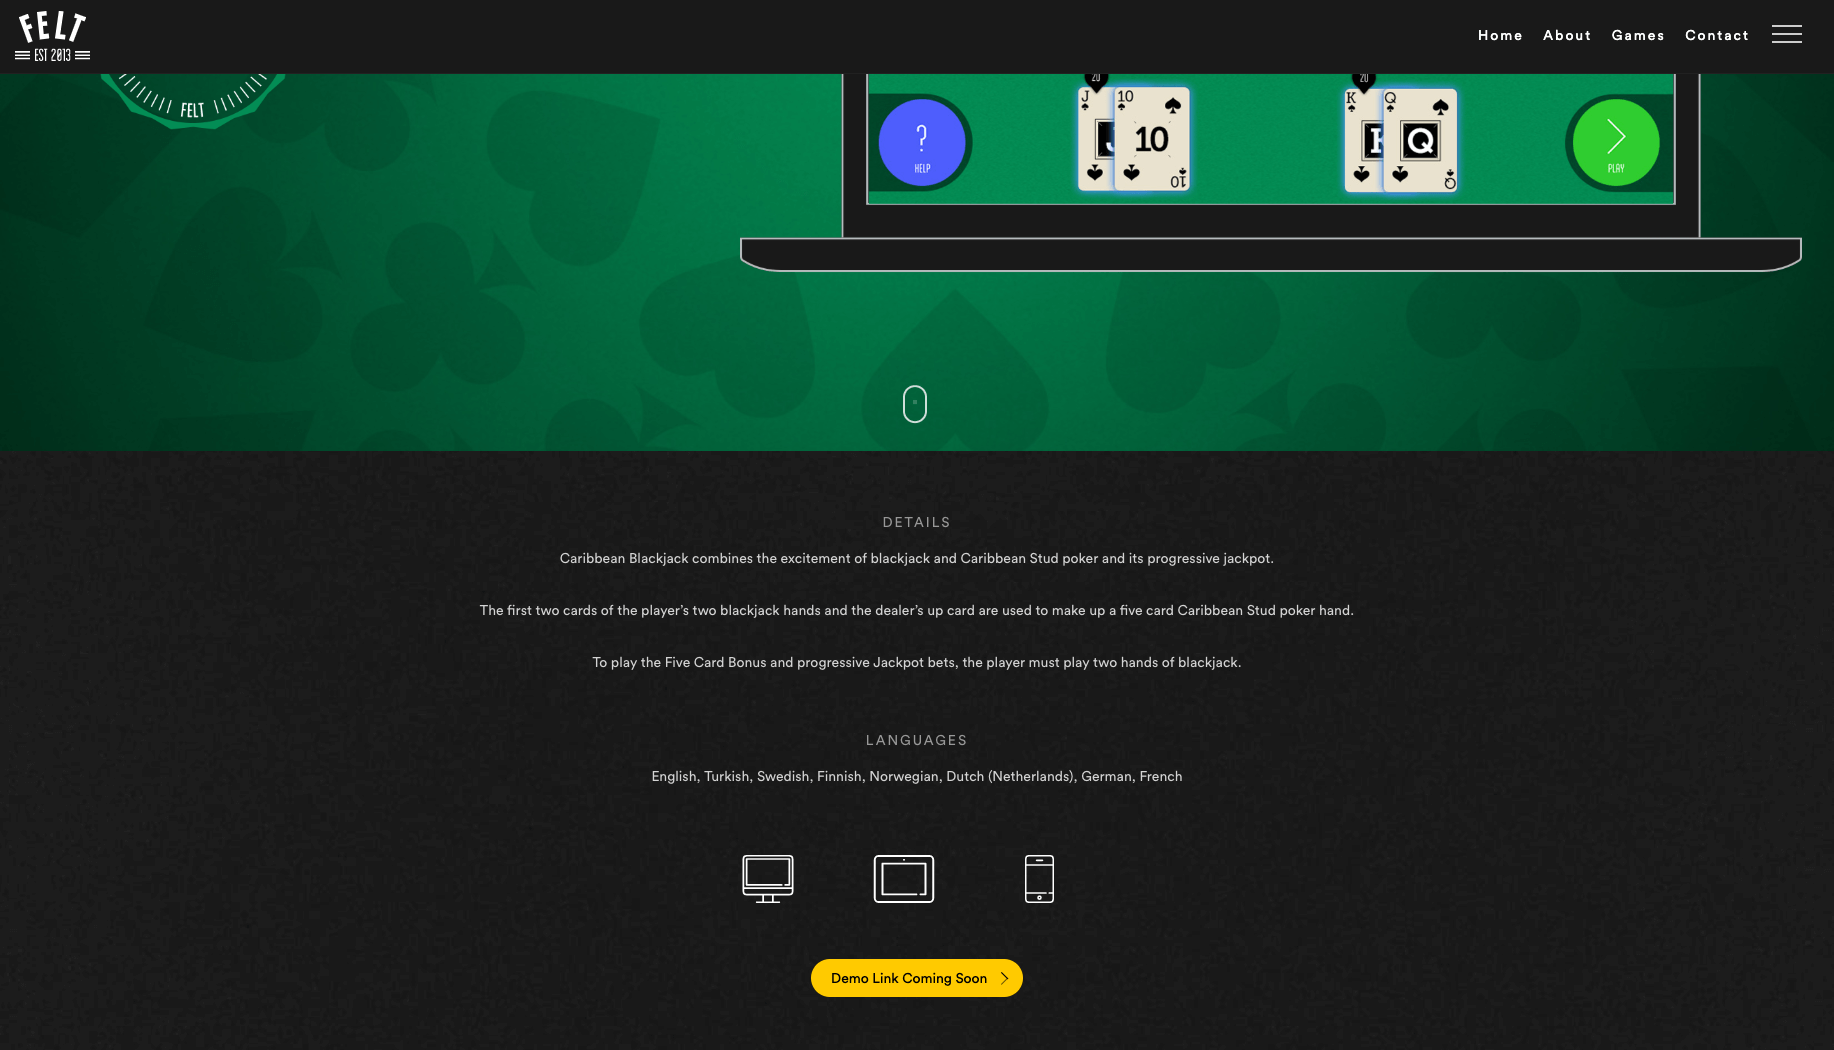 FELT
EST 2013
Home
About
Games
Contact
FELT
20
20
J
10
J
10
10
K
Q
K
Q
Q
?
HELP
PLAY
DETAILS
Caribbean Blackjack combines the excitement of blackjack and Caribbean Stud poker and its progressive jackpot.
The first two cards of the player’s two blackjack hands and the dealer’s up card are used to make up a five card Caribbean Stud poker hand.
To play the Five Card Bonus and progressive Jackpot bets, the player must play two hands of blackjack.
LANGUAGES
English, Turkish, Swedish, Finnish, Norwegian, Dutch (Netherlands), German, French
Demo Link Coming Soon